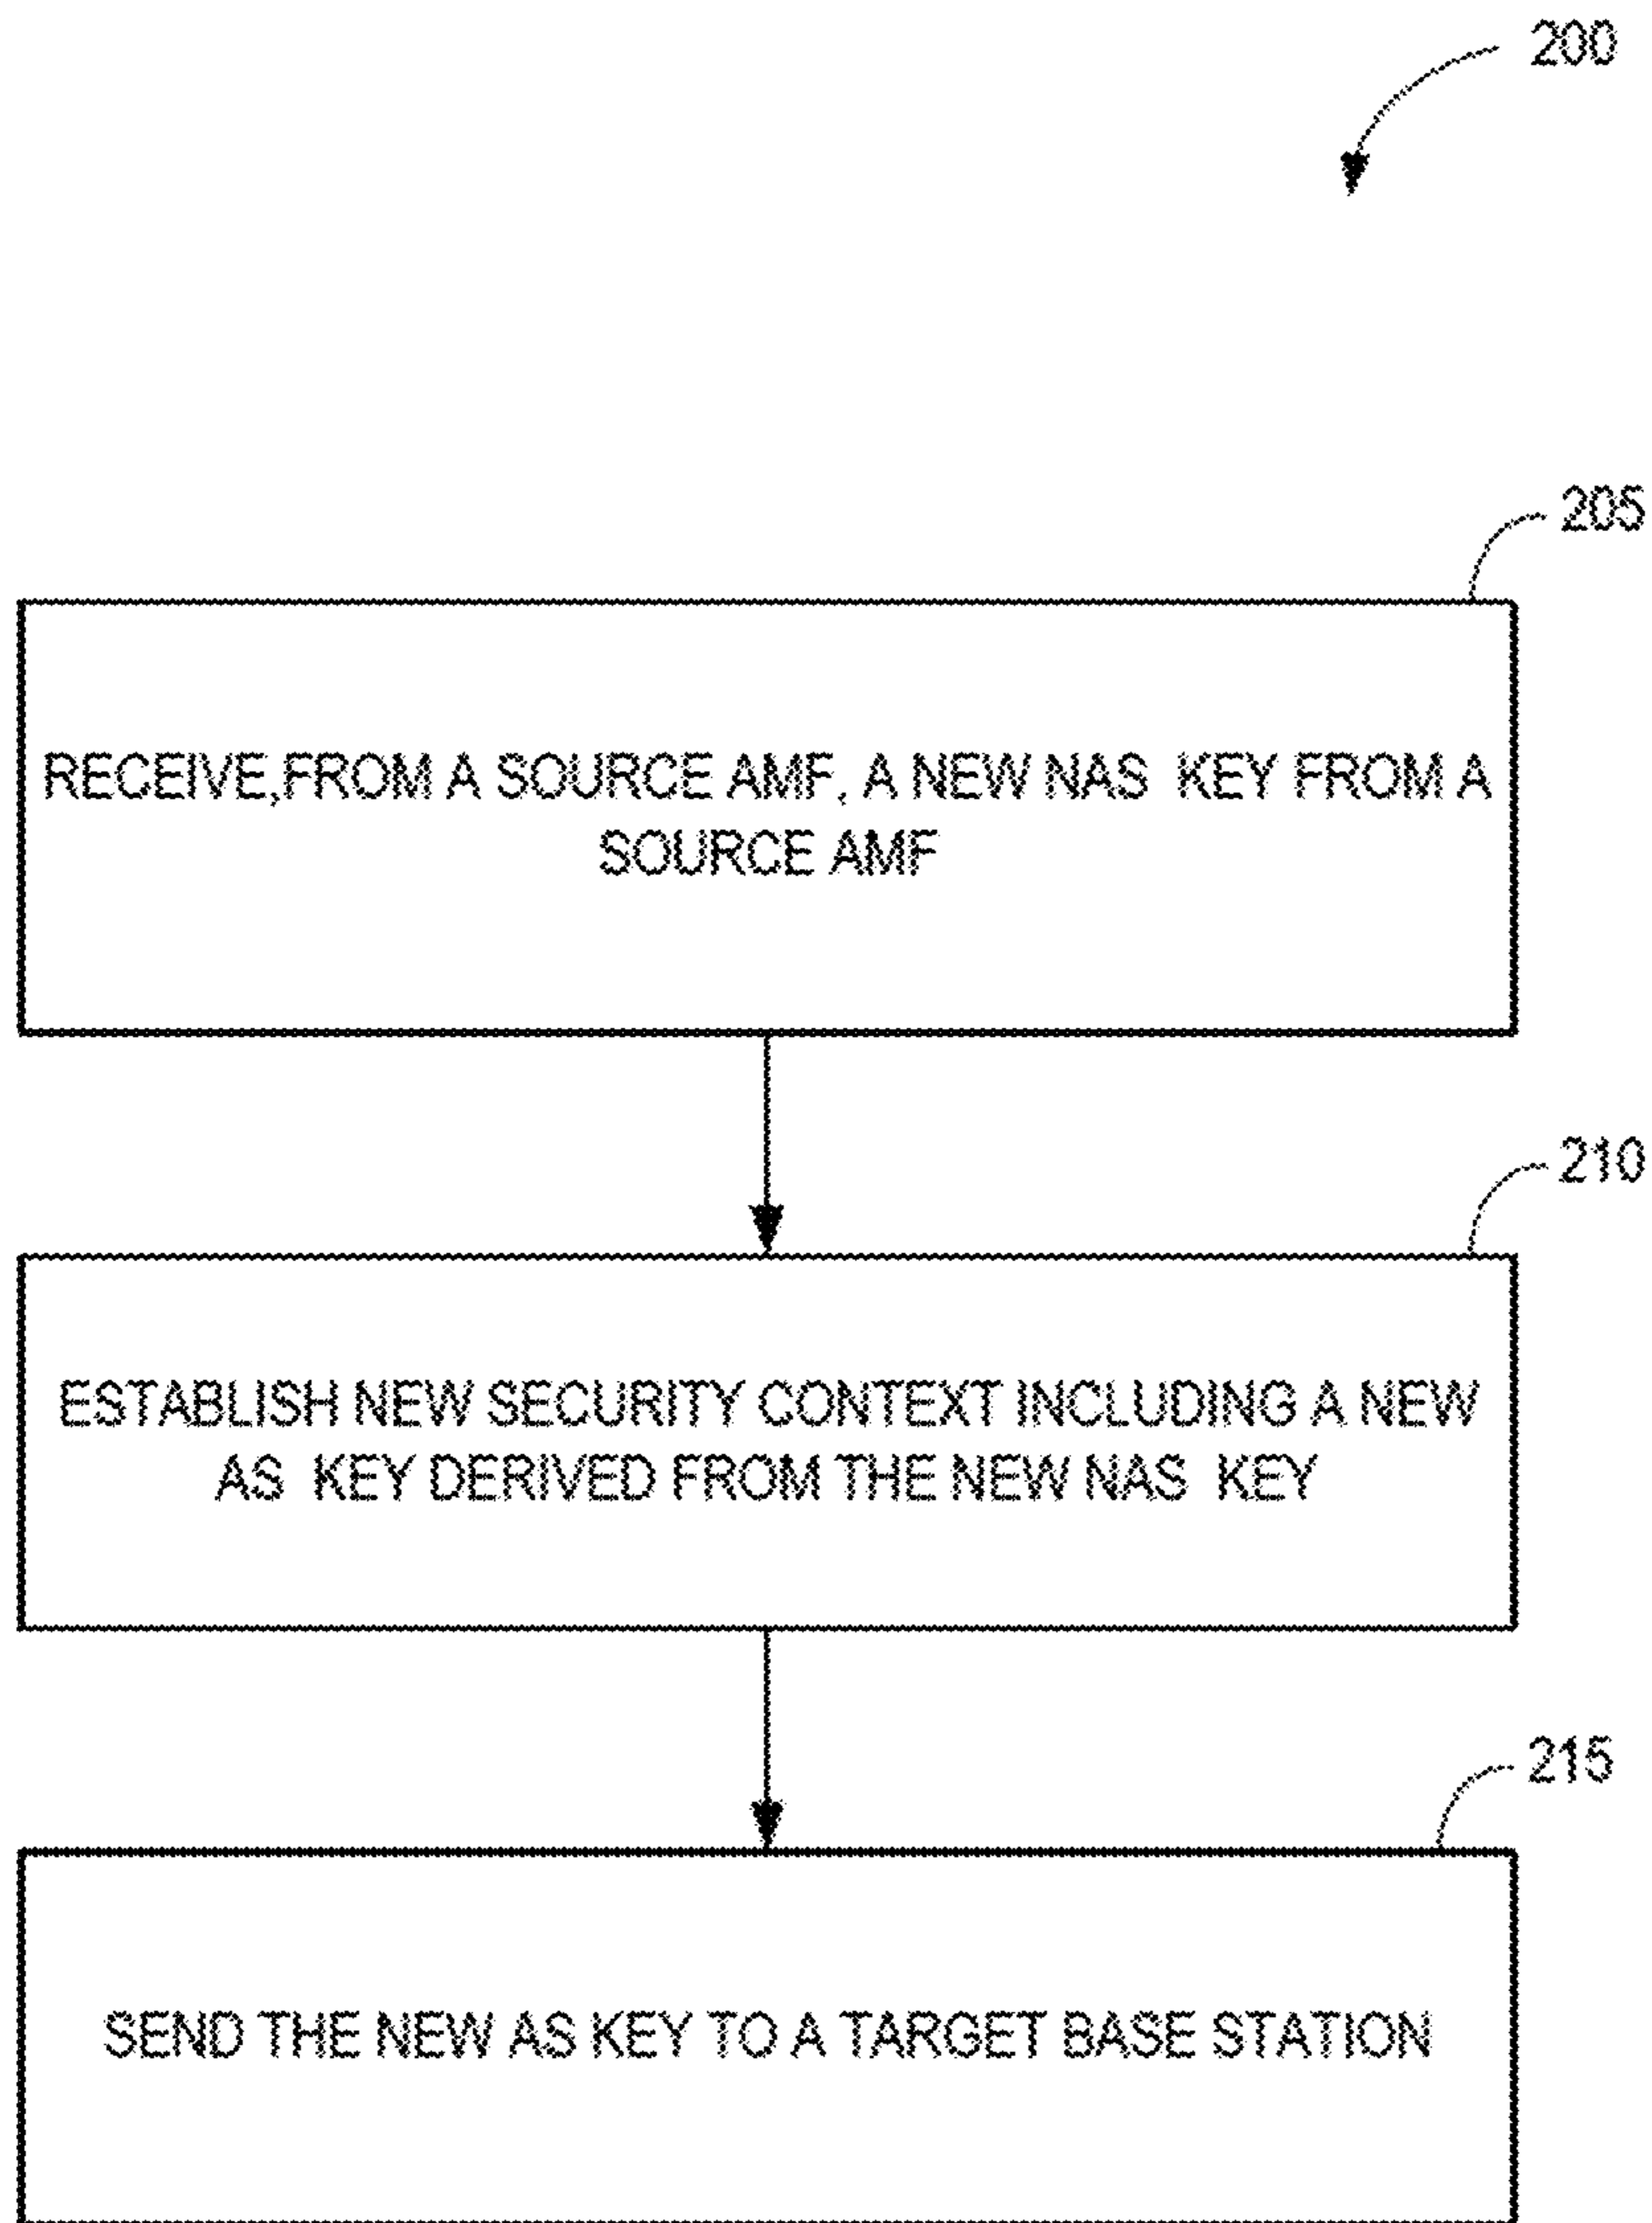 200
205
RECEIVE,FROM A SOURCE AMF, A NEW NAS KEY FROM A
SOURCE AMF
210
ESTABLISH NEW SECURITY CONTEXT INCLUDING A NEW
AS KEY DERIVED FROM THE NEW NAS KEY
215
SEND THE NEW AS KEY TO A TARGET BASE STATION